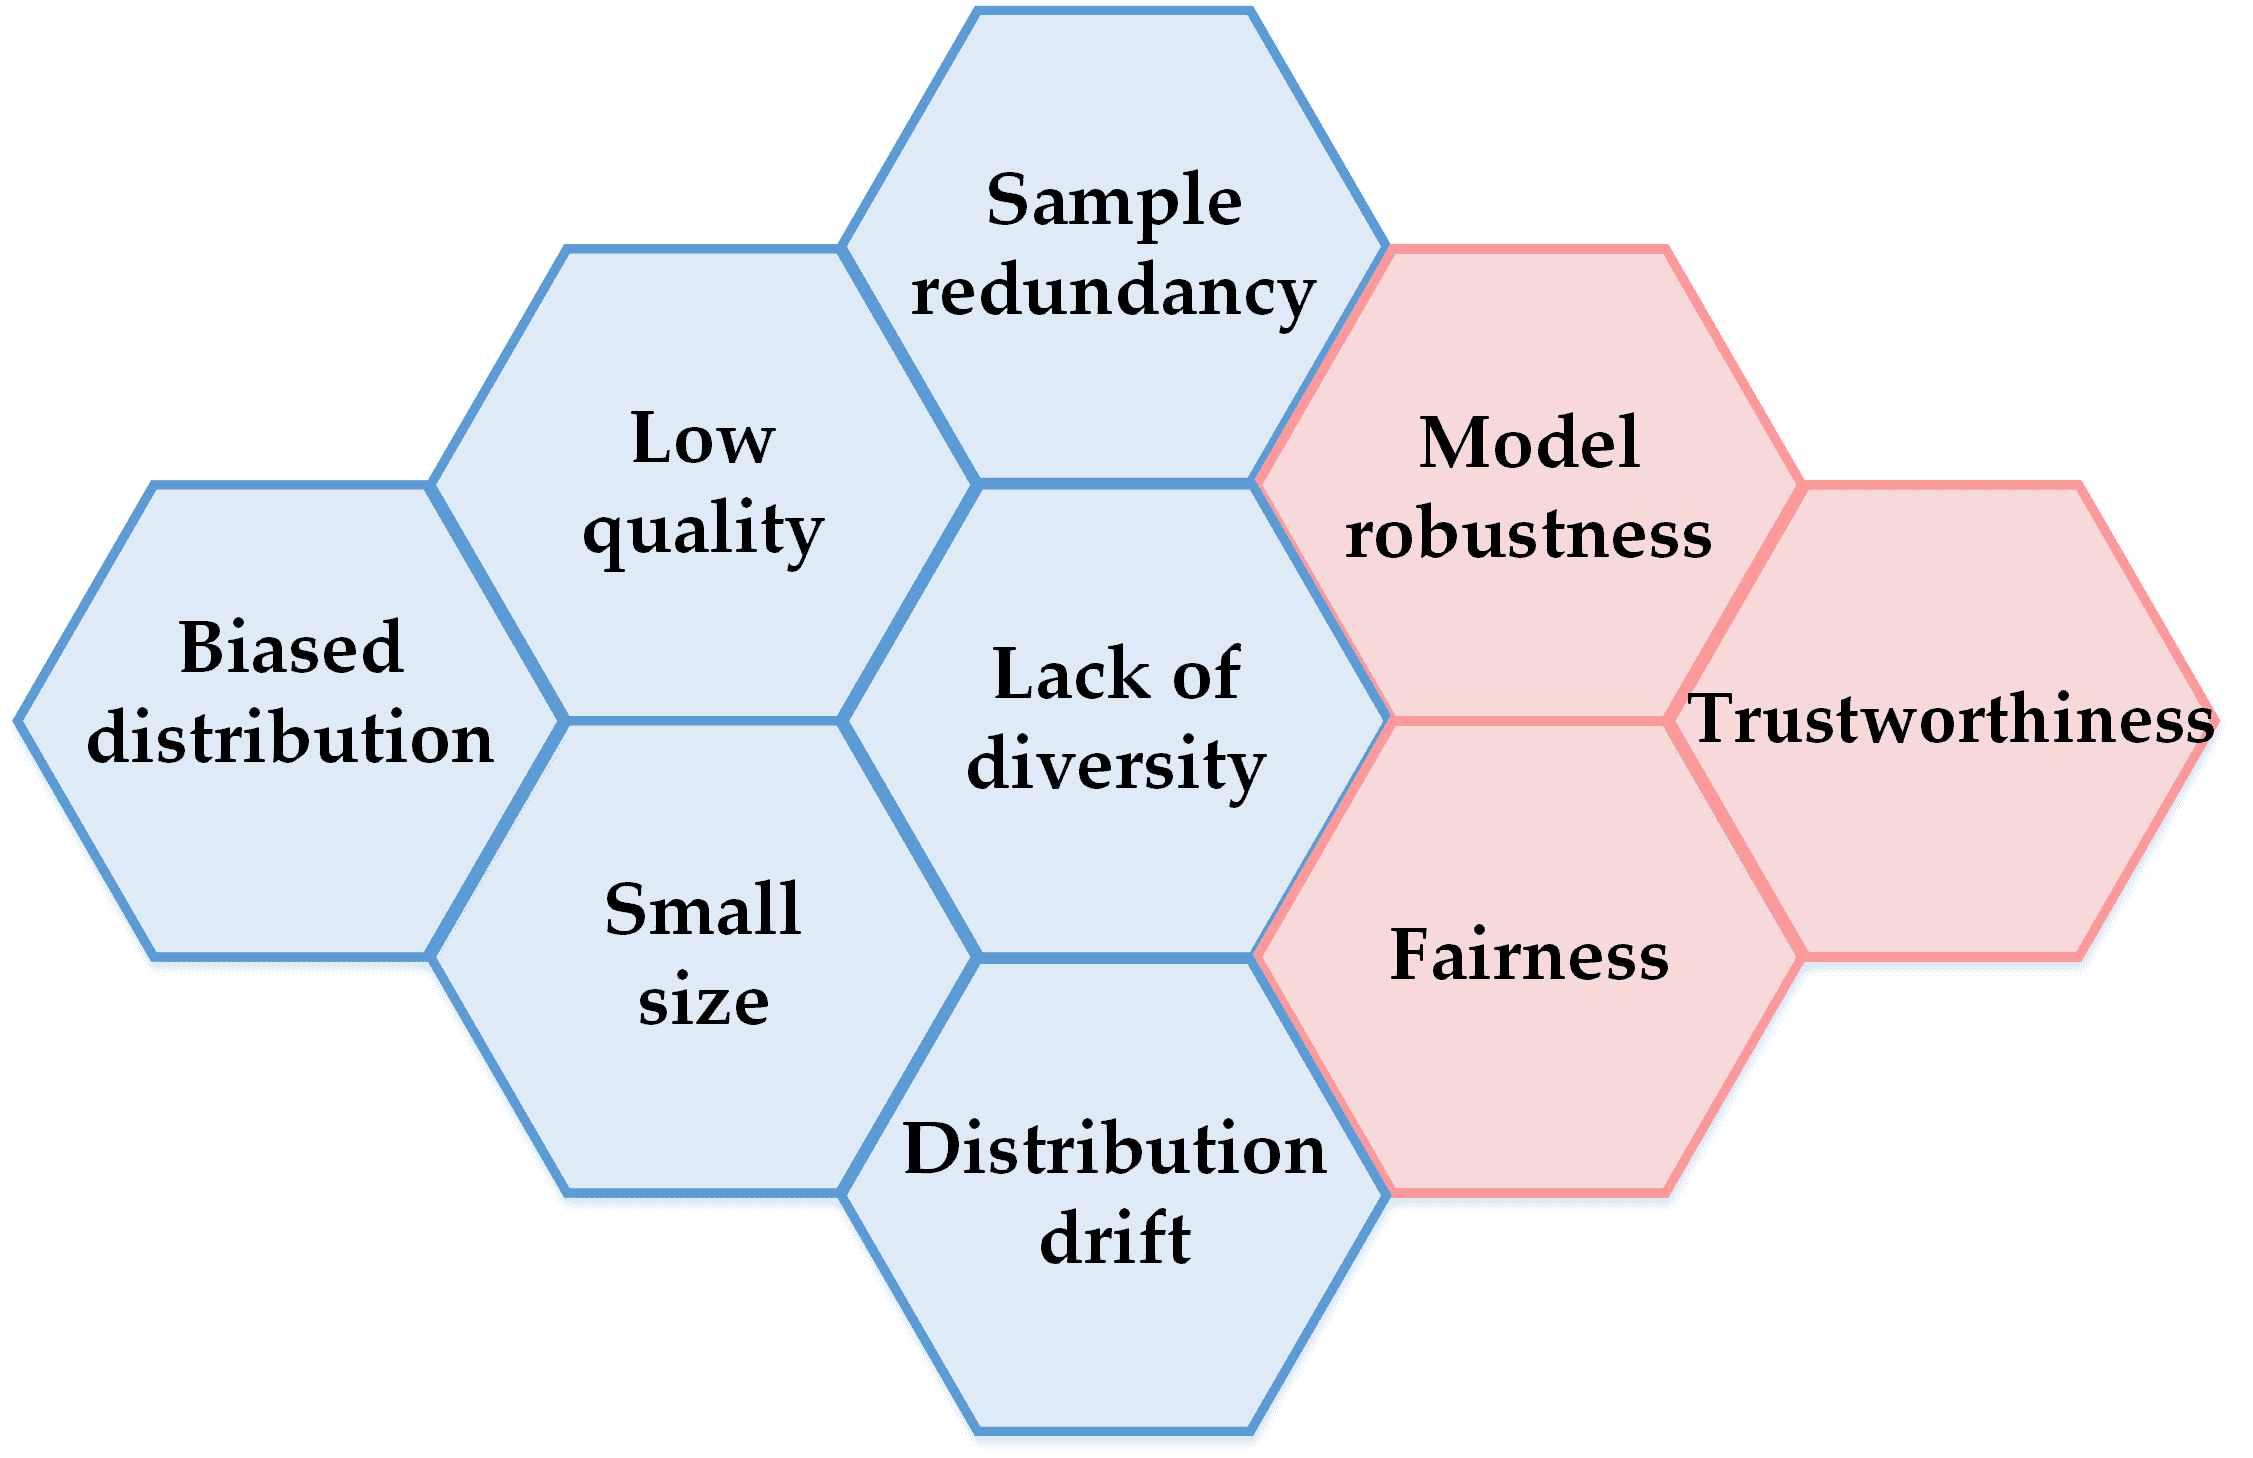 Sample
redundancy
Low
quality
Model
robustness
Biased
distribution
Lack of
diversity
Trustworthiness
Small
size
Fairness
Distribution
drift